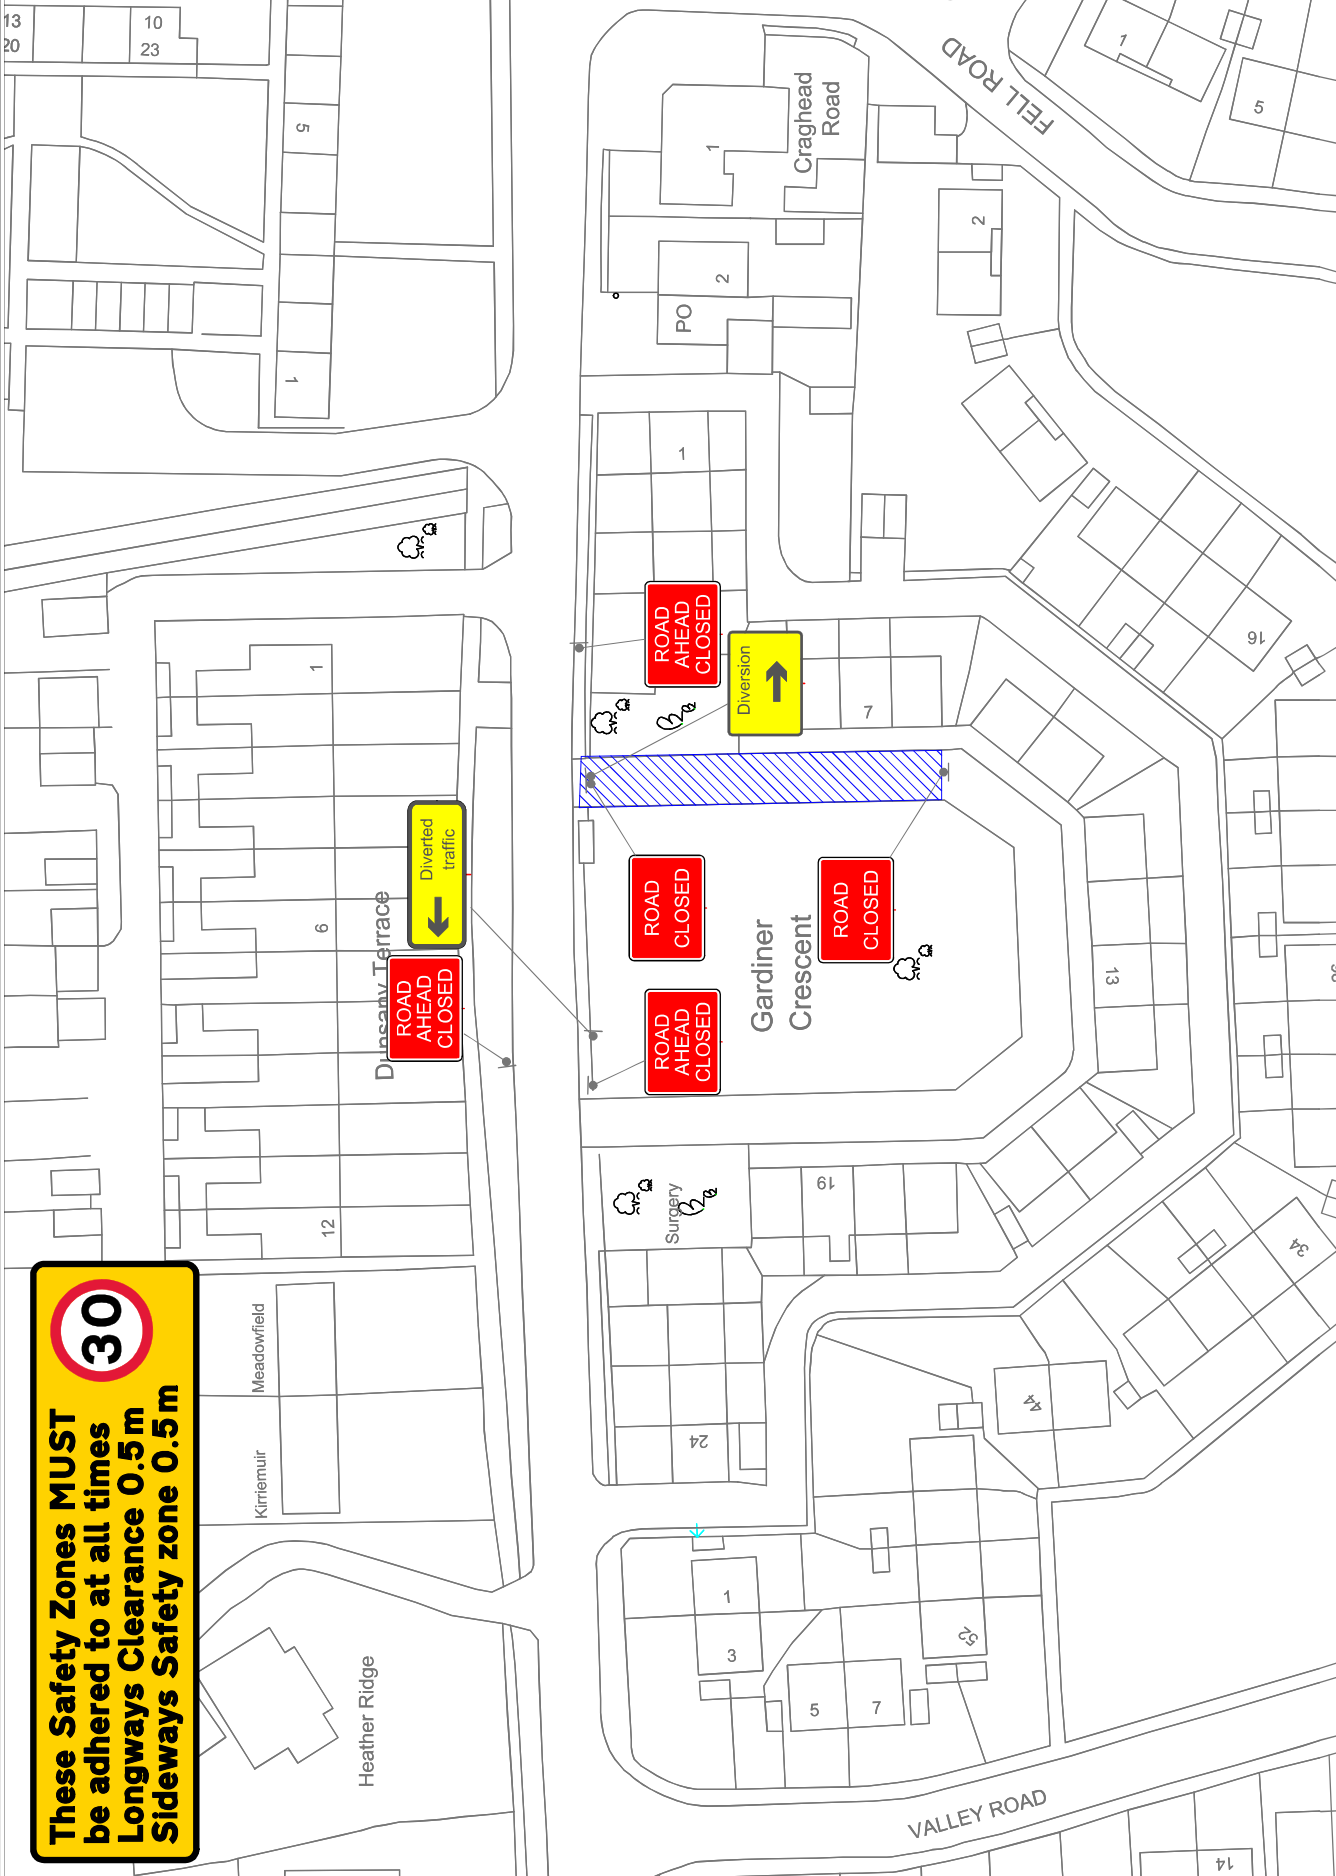 13
20
10
23
5
1
Craghead
Road
FELL ROAD
1
5
1
2
2
PO
1
1
16
7
ROAD
AHEAD
CLOSED
Diversion
Diverted
traffic
ROAD
AHEAD
CLOSED
Dunsany Terrace
6
12
ROAD
CLOSED
ROAD
CLOSED
ROAD
AHEAD
CLOSED
Gardiner
Crescent
13
Surgery
19
34
44
24
52
1
3
5
7
Meadowfield
Kirriemuir
Heather Ridge
VALLEY ROAD
14
30
These Safety Zones MUST
be adhered to at all times
Longways Clearance 0.5m
Sideways Safety zone 0.5m